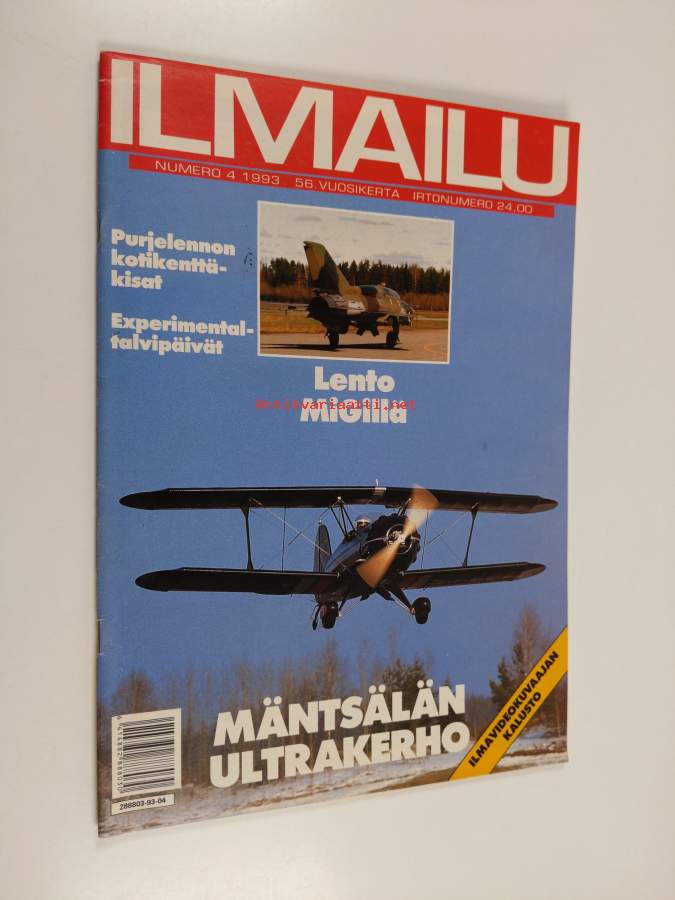 ILMAILU
NUMERO 4 1993 56.VUOSIKERTA IRTONUMERO 24,00
Purjelennon
kotikenttä-
kisat
Experimental-
talvipäivät
Lento
MiGillä
Antikvariaatti.net
MÄNTSÄLÄN
ULTRAKERHO
ILMAVIDEOKUVAAJAN
KALUSTO
288803-93-04